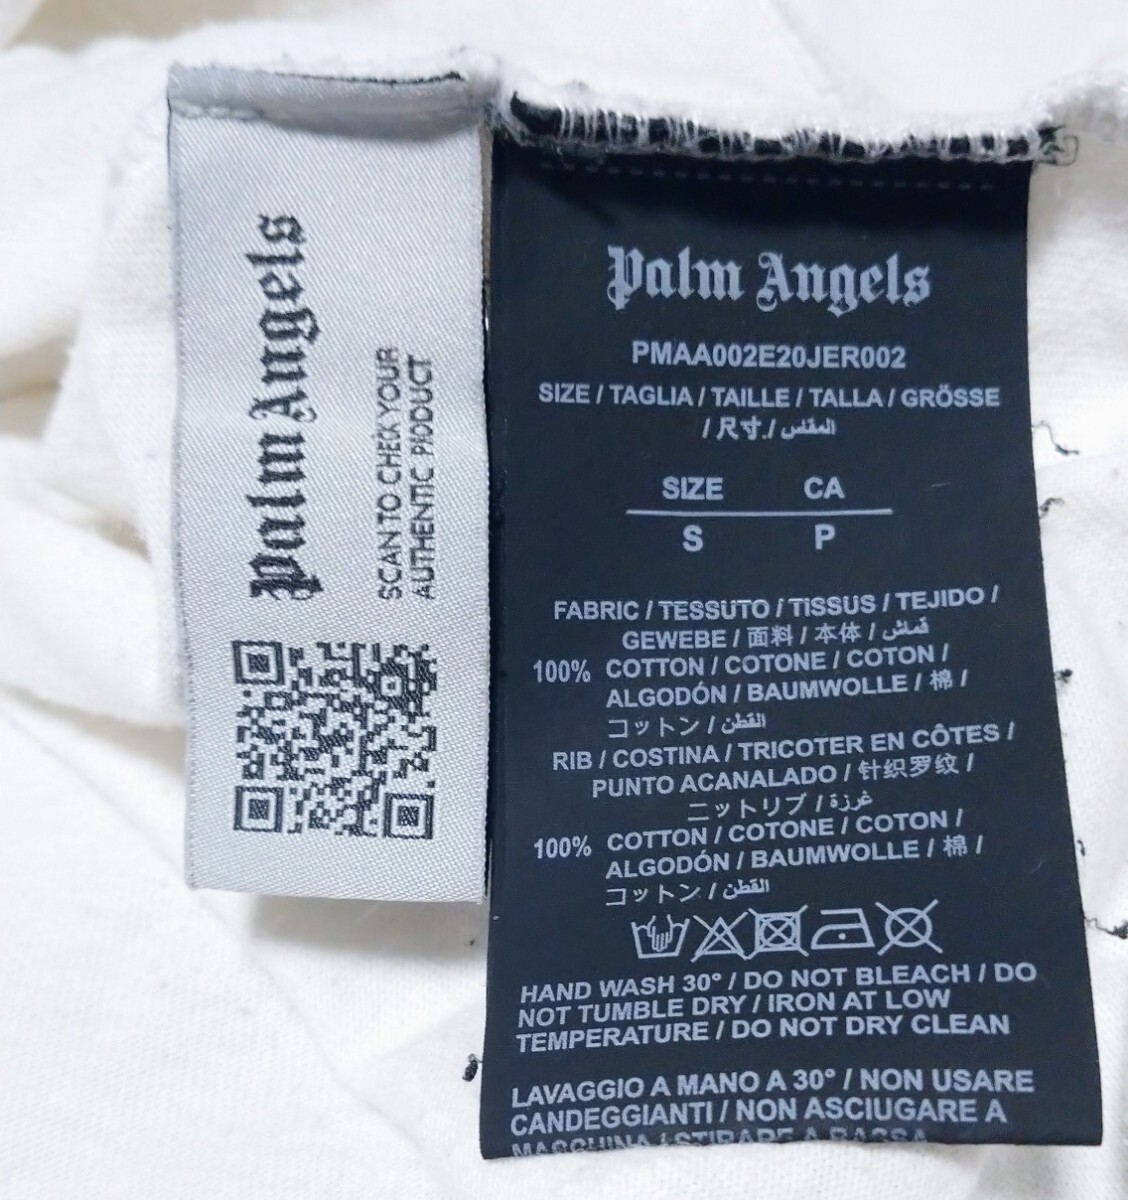 Palm Angels
SCAN TO CHECK YOUR
AUTHENTIC PRODUCT
Palm Angels
PMAA002E20JER002
SIZE / TAGLIA / TAILLE / TALLA / GRÖSSE
/ 尺寸./ المقاس
SIZE CA
S P
FABRIC / TESSUTO / TiSSUS / TEJIDO /
GEWEBE / 面料 / 本体 / قماش
100% COTTON / COTONE / COTON /
ALGODÓN / BAUMWOLLE / 棉 /
コットン / القطن
RIB / COSTINA / TRICOTER EN CÔTES /
PUNTO ACANALADO / 针织罗纹 /
ニットリブ / غرزة
100% COTTON / COTONE / COTON /
ALGODÓN / BAUMWOLLE / 棉 /
コットン / القطن
HAND WASH 30° / DO NOT BLEACH / DO
NOT TUMBLE DRY / IRON AT LOW
TEMPERATURE / DO NOT DRY CLEAN
LAVAGGIO A MANO A 30° / NON USARE
CANDEGGIANTI / NON ASCIUGARE A
MACCHINA / STIRARE A BASSA